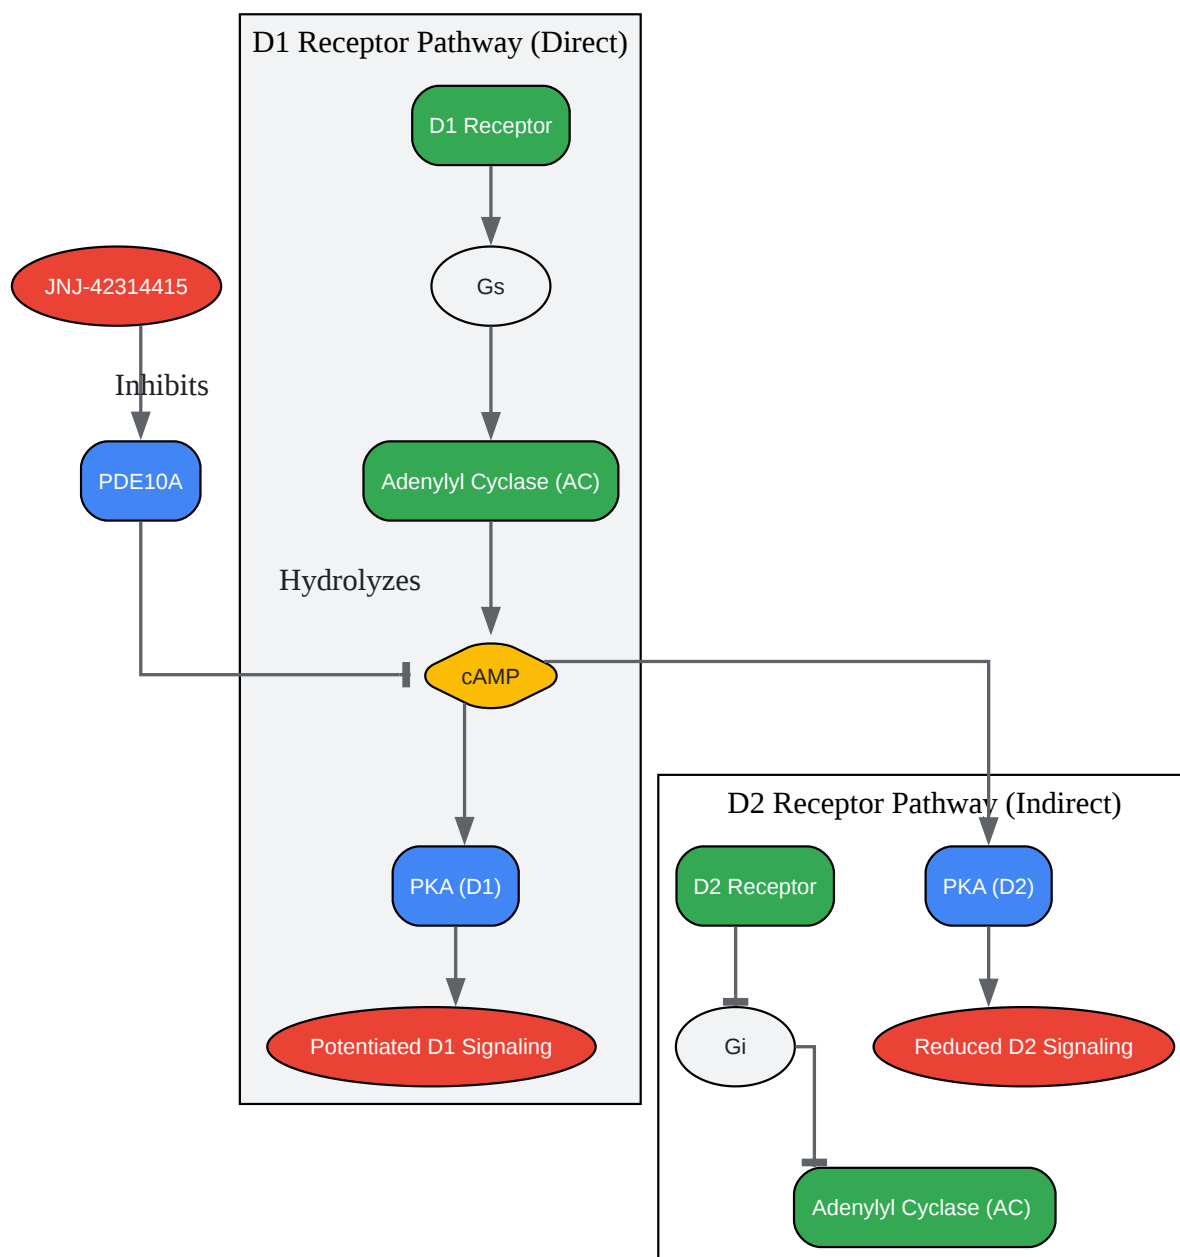 D1 Receptor Pathway (Direct)
D1 Receptor
JNJ-42314415
Gs
Inhibits
PDE10A
Adenylyl Cyclase (AC)
Hydrolyzes
cAMP
D2 Receptor Pathway (Indirect)
PKA (D1)
D2 Receptor
PKA (D2)
Potentiated D1 Signaling
Gi
Reduced D2 Signaling
Adenylyl Cyclase (AC)